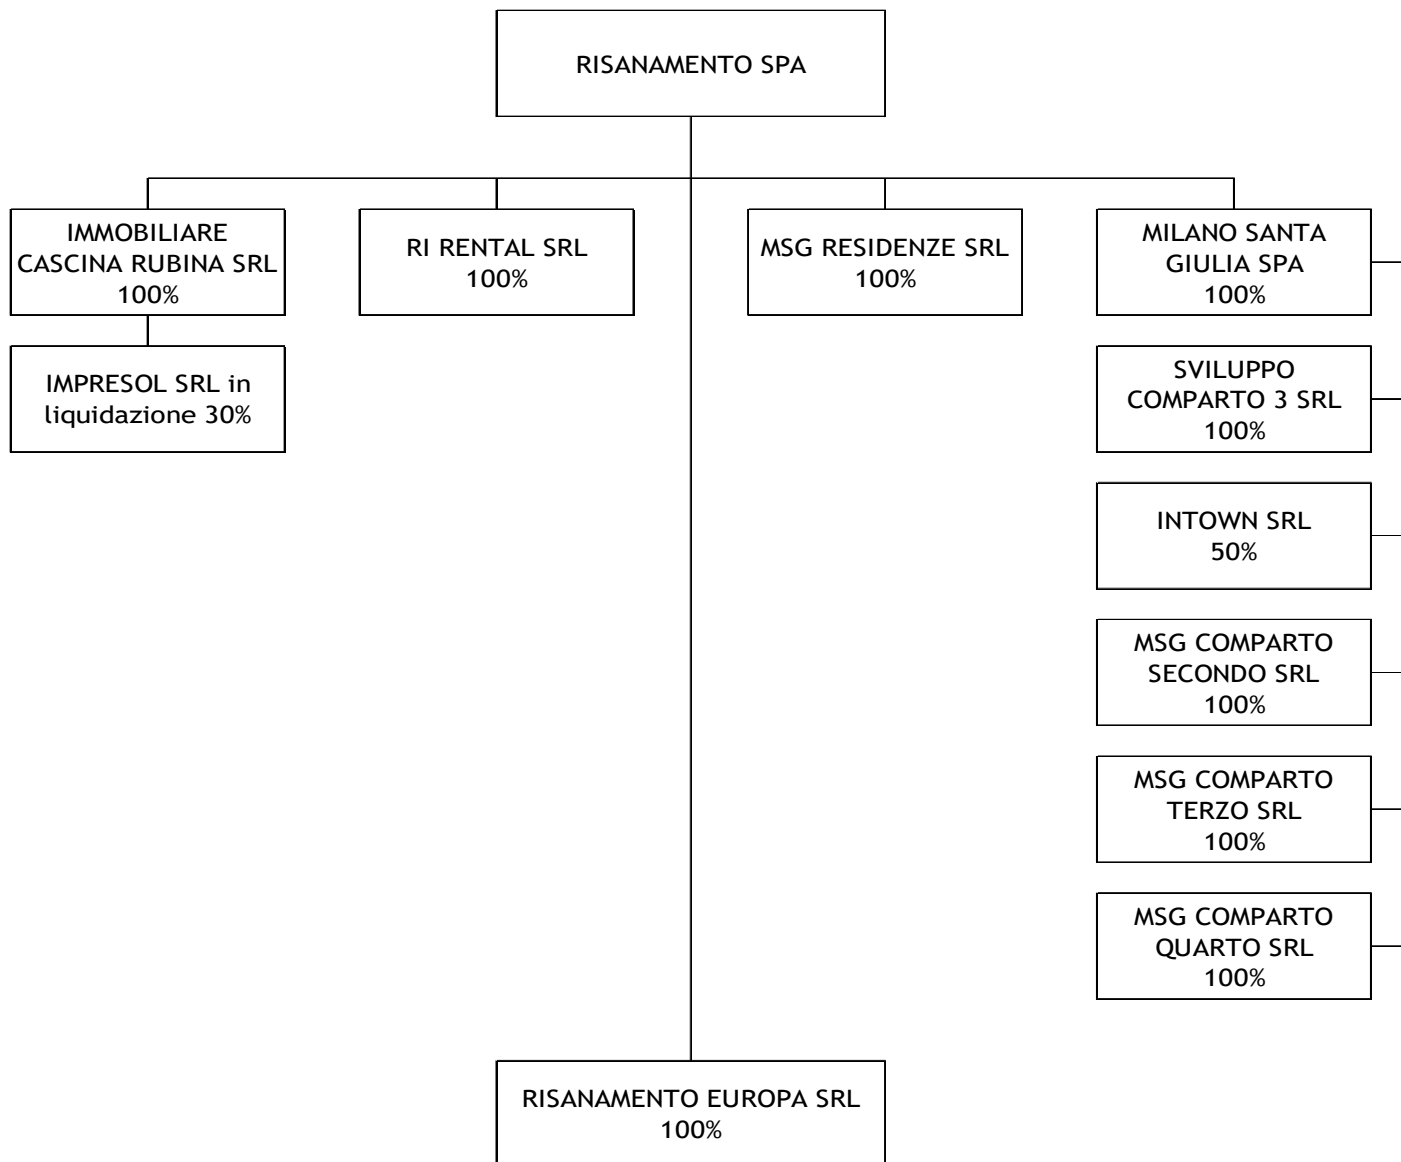 RISANAMENTO SPA
IMMOBILIARE
CASCINA RUBINA SRL
100%
RI RENTAL SRL
100%
MSG RESIDENZE SRL
100%
MILANO SANTA
GIULIA SPA
100%
IMPRESOL SRL in
liquidazione 30%
SVILUPPO
COMPARTO 3 SRL
100%
INTOWN SRL
50%
MSG COMPARTO
SECONDO SRL
100%
MSG COMPARTO
TERZO SRL
100%
MSG COMPARTO
QUARTO SRL
100%
RISANAMENTO EUROPA SRL
100%